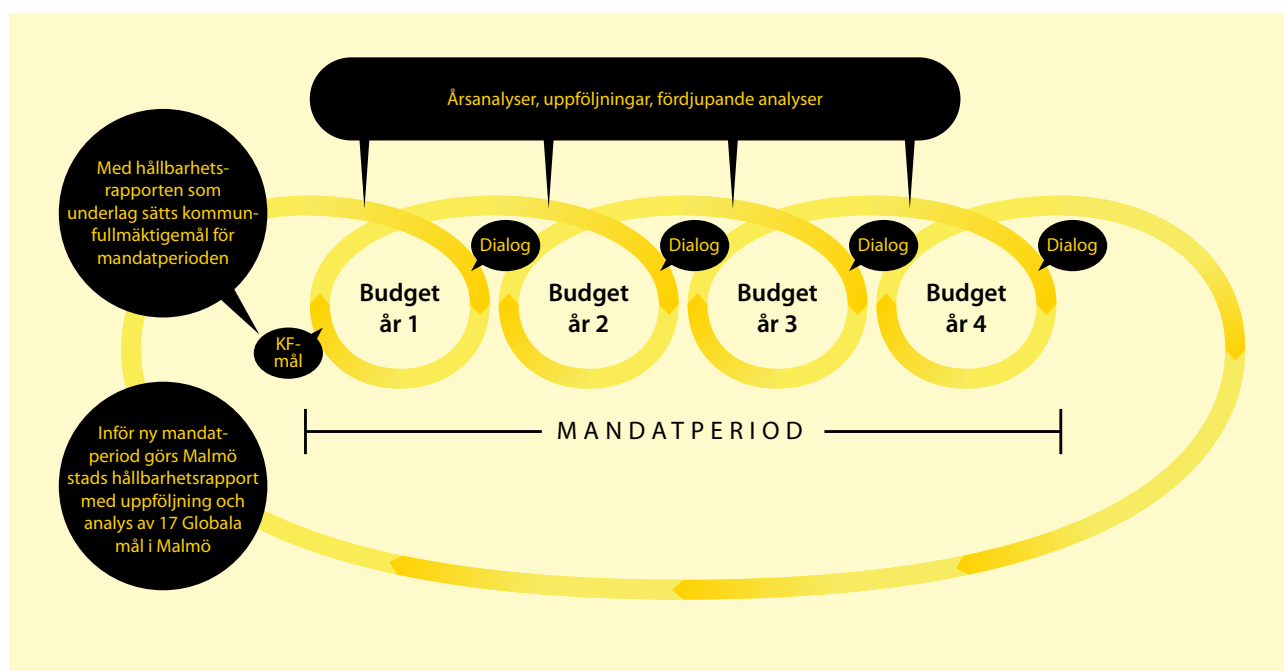 Årsanalyser, uppföljningar, fördjupande analyser
Med hållbarhets-
rapporten som
underlag sätts kommun-
fullmäktigemål för
mandatperioden
Dialog
Dialog
Dialog
Dialog
Budget
år 1
Budget
år 2
Budget
år 3
Budget
år 4
KF-
mål
MANDATPERIOD
Inför ny mandat-
period görs Malmö
stads hållbarhetsrapport
med uppföljning och
analys av 17 Globala
mål i Malmö